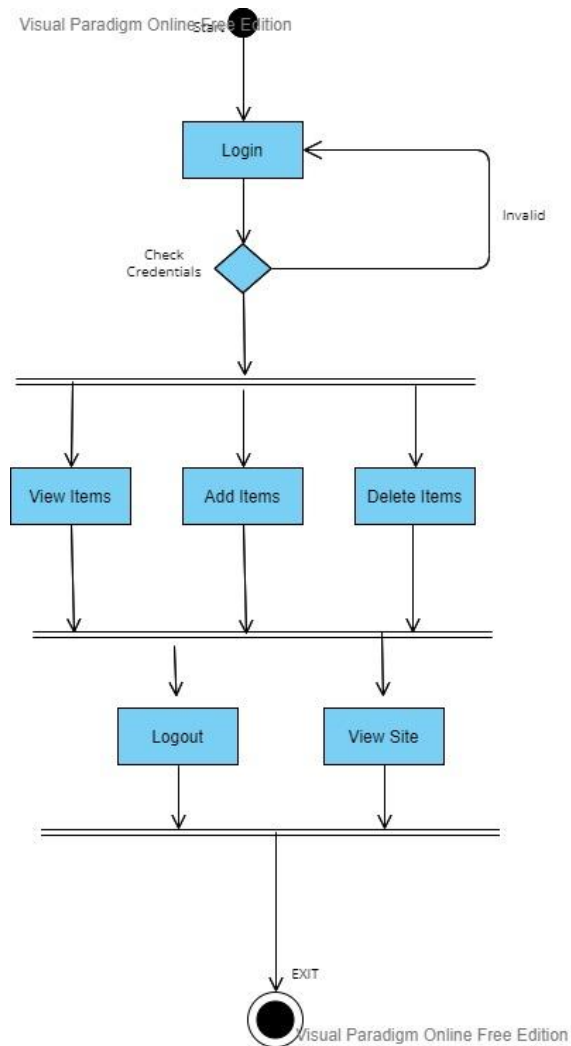 Visual Paradigm Online Free Edition
Start
Login
Invalid
Check
Credentials
View Items
Add Items
Delete Items
Logout
View Site
EXIT
Visual Paradigm Online Free Edition